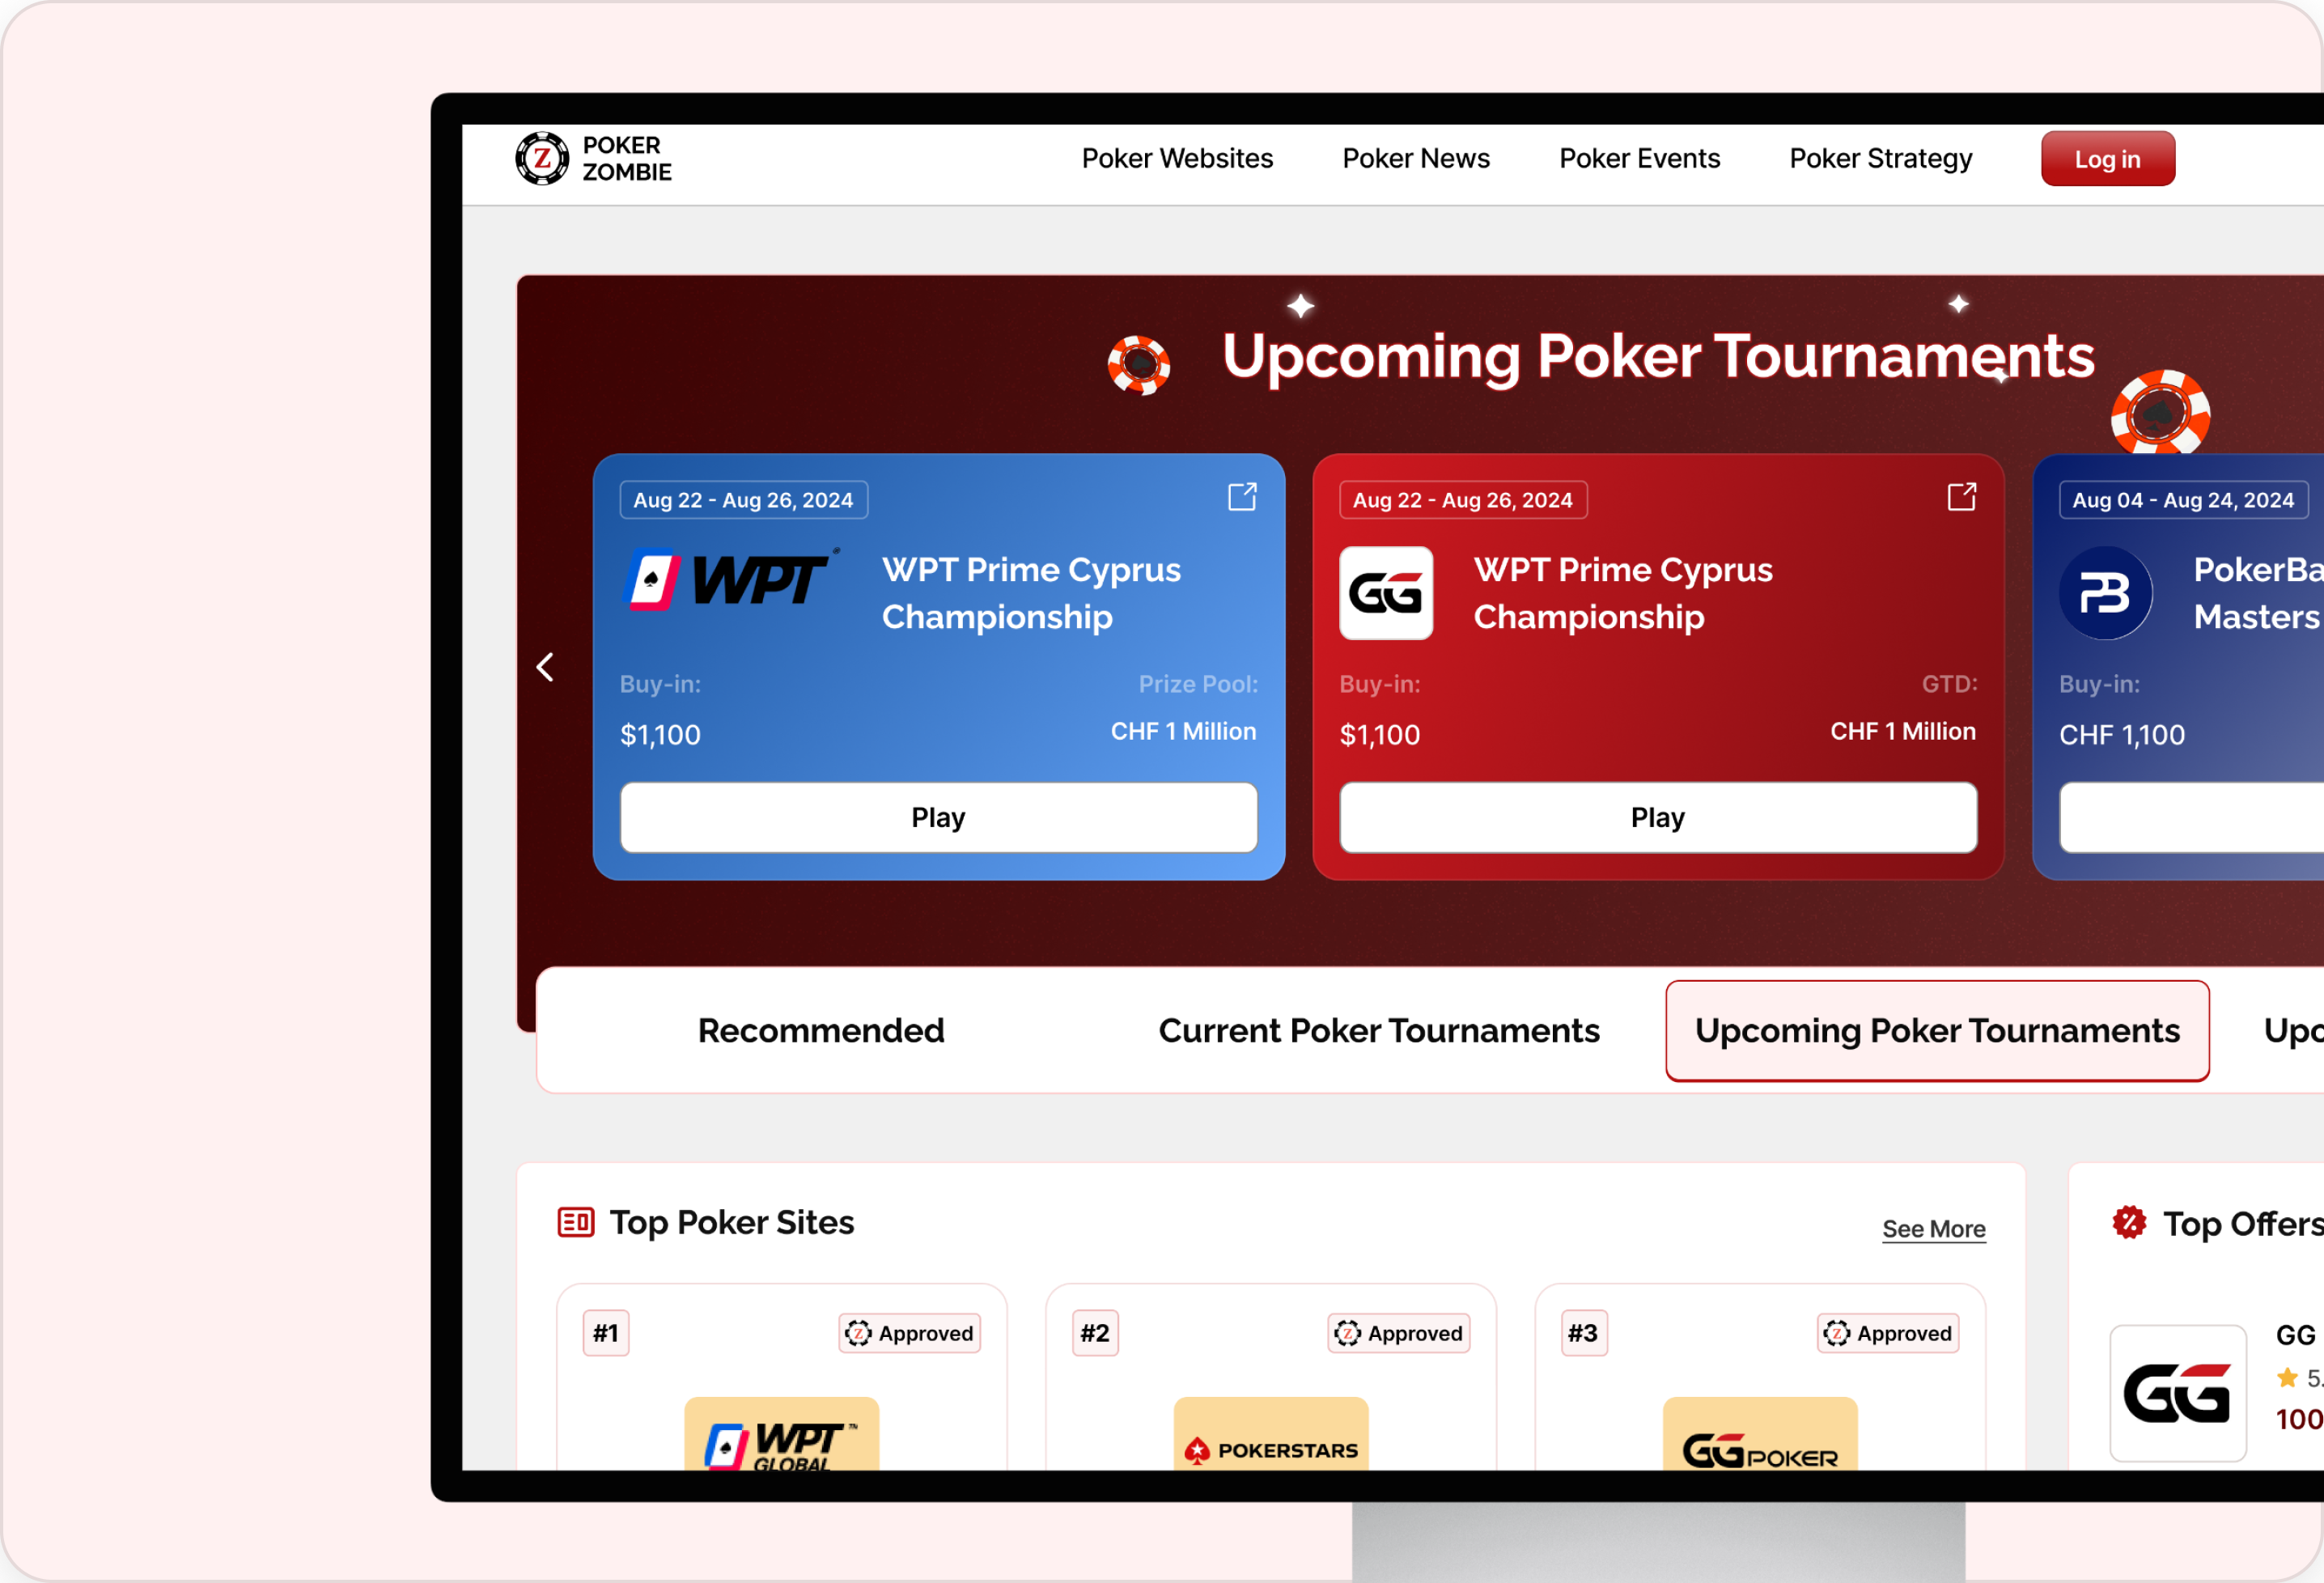 Z
POKER
ZOMBIE
Poker Websites
Poker News
Poker Events
Poker Strategy
Log in
Upcoming Poker Tournaments
Aug 22 - Aug 26, 2024
WPT®
WPT Prime Cyprus
Championship
Buy-in:
Prize Pool:
$1,100
CHF 1 Million
Play
Aug 22 - Aug 26, 2024
GG
WPT Prime Cyprus
Championship
Buy-in:
GTD:
$1,100
CHF 1 Million
Play
Aug 04 - Aug 24, 2024
PB
PokerBa
Masters
Buy-in:
CHF 1,100
Recommended
Current Poker Tournaments
Upcoming Poker Tournaments
Upc
Top Poker Sites
See More
#1
Z Approved
WPT™
GLOBAL
#2
Z Approved
POKERSTARS
#3
Z Approved
GGPOKER
Top Offers
GG
GG
5.
100